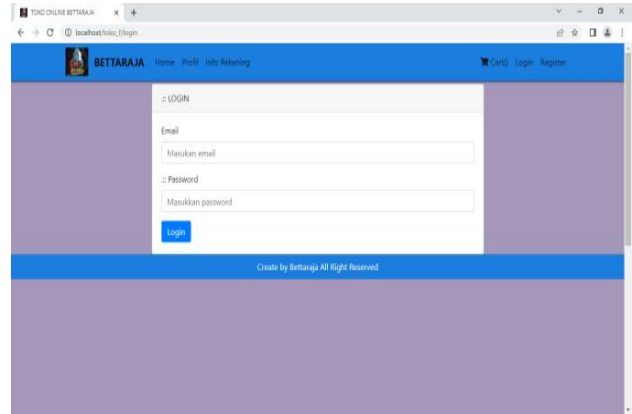 TOKO ONLINE BETTARAJA
localhost/toko_f/login
BETTARAJA Home Profil Info Rekening Cart() Login Register
.:: LOGIN
Email
Masukan email
.:: Password
Masukkan password
Login
Create by Bettaraja All Right Reserved